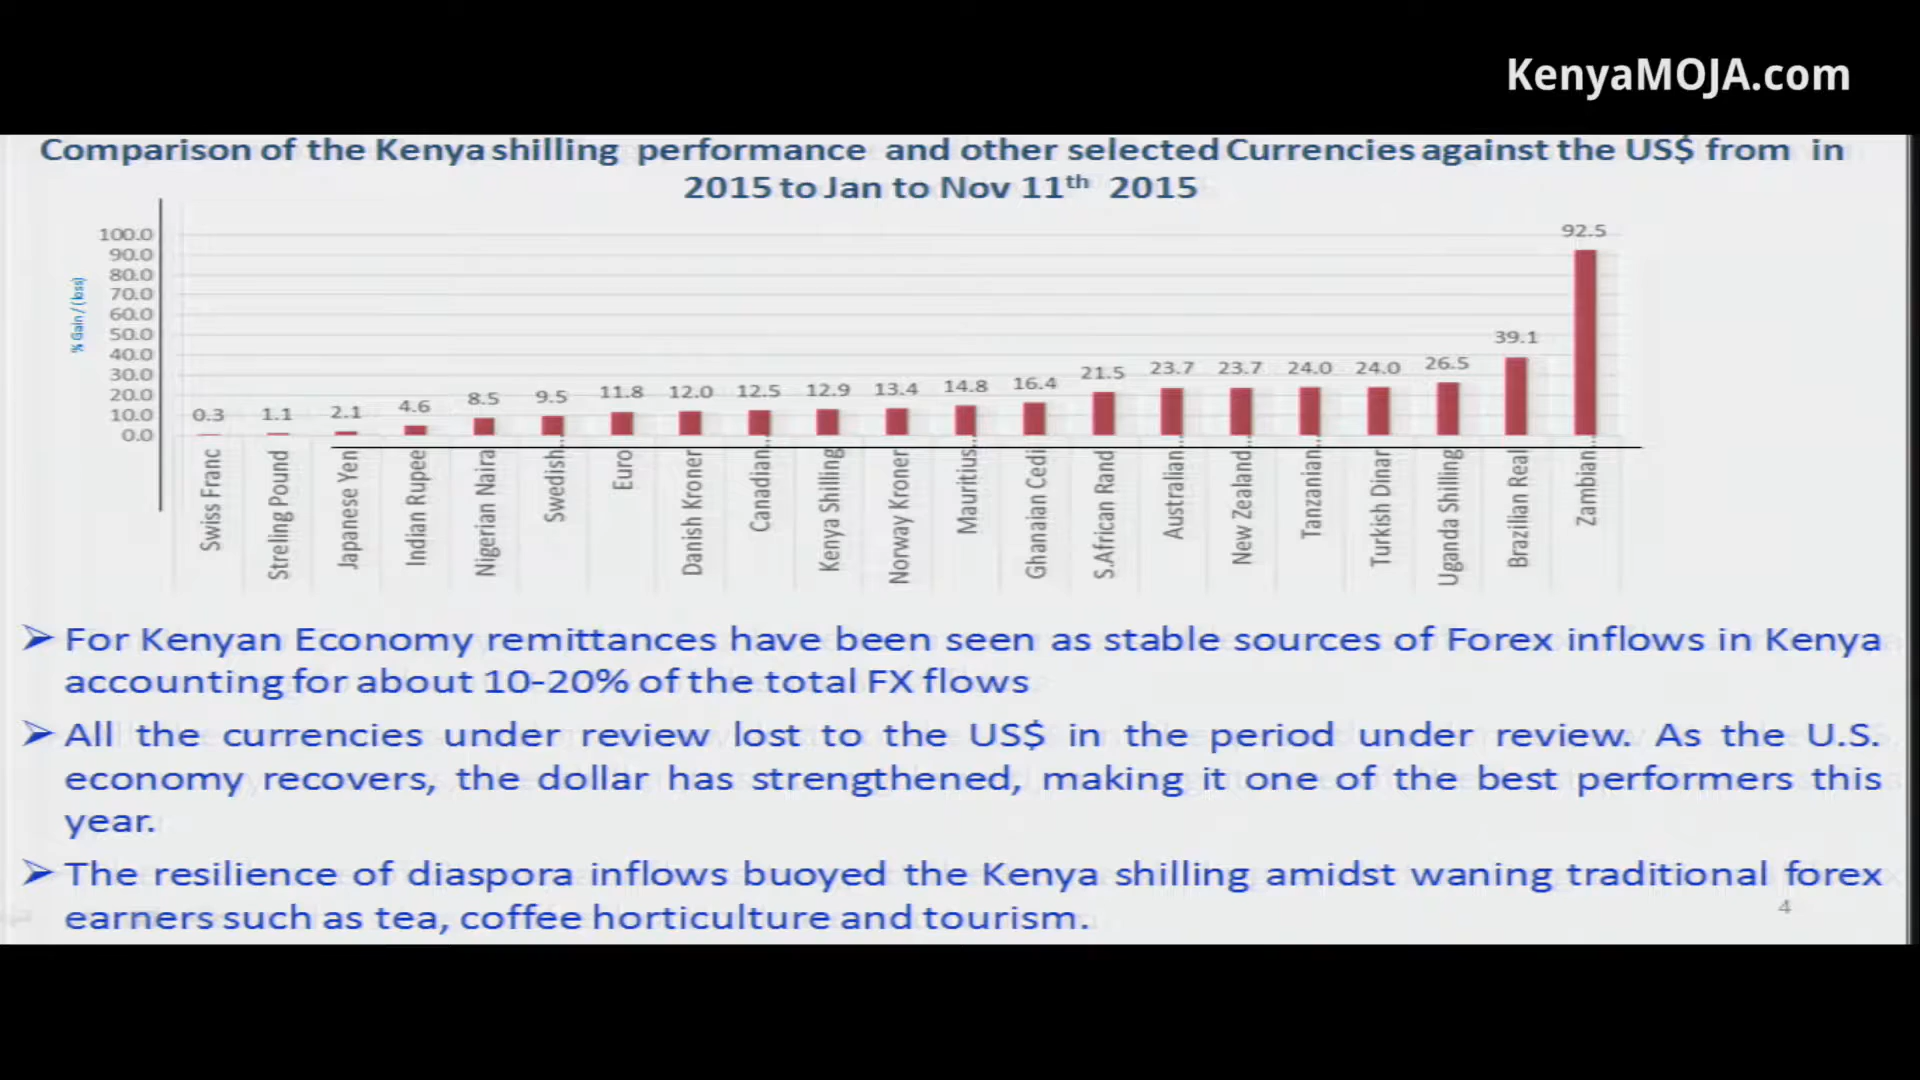 KenyaMOJA.com
Comparison of the Kenya shilling performance and other selected Currencies against the US$ from in
2015 to Jan to Nov 11th 2015
% Gain / (loss)
100.0
90.0
80.0
70.0
60.0
50.0
40.0
30.0
20.0
10.0
0.0
0.3 1.1 2.1 4.6 8.5 9.5 11.8 12.0 12.5 12.9 13.4 14.8 16.4 21.5 23.7 23.7 24.0 24.0 26.5 39.1 92.5
Swiss Franc
Streling Pound
Japanese Yen
Indian Rupee
Nigerian Naira
Swedish...
Euro
Danish Kroner
Canadian...
Kenya Shilling
Norway Kroner
Mauritius...
Ghanaian Cedi
S.African Rand
Australian...
New Zealand...
Tanzanian...
Turkish Dinar
Uganda Shilling
Brazilian Real
Zambian...
➢ For Kenyan Economy remittances have been seen as stable sources of Forex inflows in Kenya
accounting for about 10-20% of the total FX flows
➢ All the currencies under review lost to the US$ in the period under review. As the U.S.
economy recovers, the dollar has strengthened, making it one of the best performers this
year.
➢ The resilience of diaspora inflows buoyed the Kenya shilling amidst waning traditional forex
earners such as tea, coffee horticulture and tourism.
4